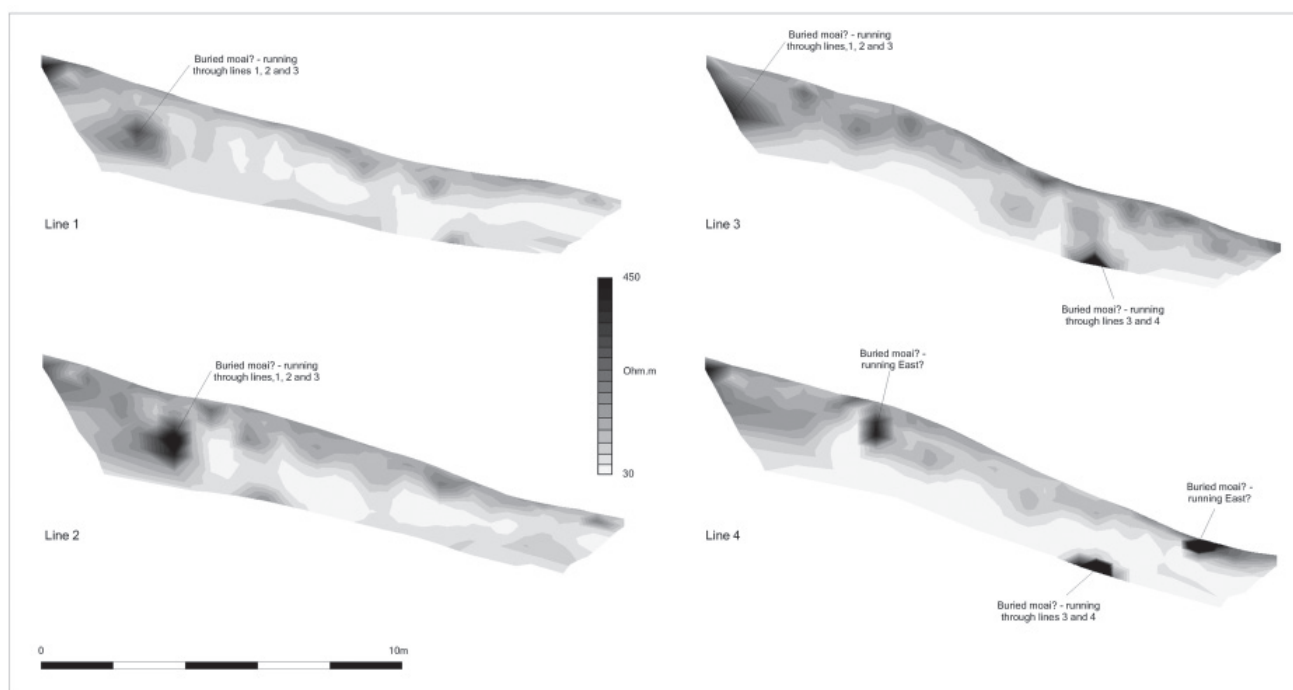 Buried moai? - running
through lines 1, 2 and 3
Line 1
Buried moai? - running
through lines,1, 2 and 3
Line 3
Buried moai? - running
through lines 3 and 4
450
Ohm.m
30
Buried moai? - running
through lines,1, 2 and 3
Line 2
Buried moai? -
running East?
Buried moai? -
running East?
Line 4
Buried moai? - running
through lines 3 and 4
0
10m